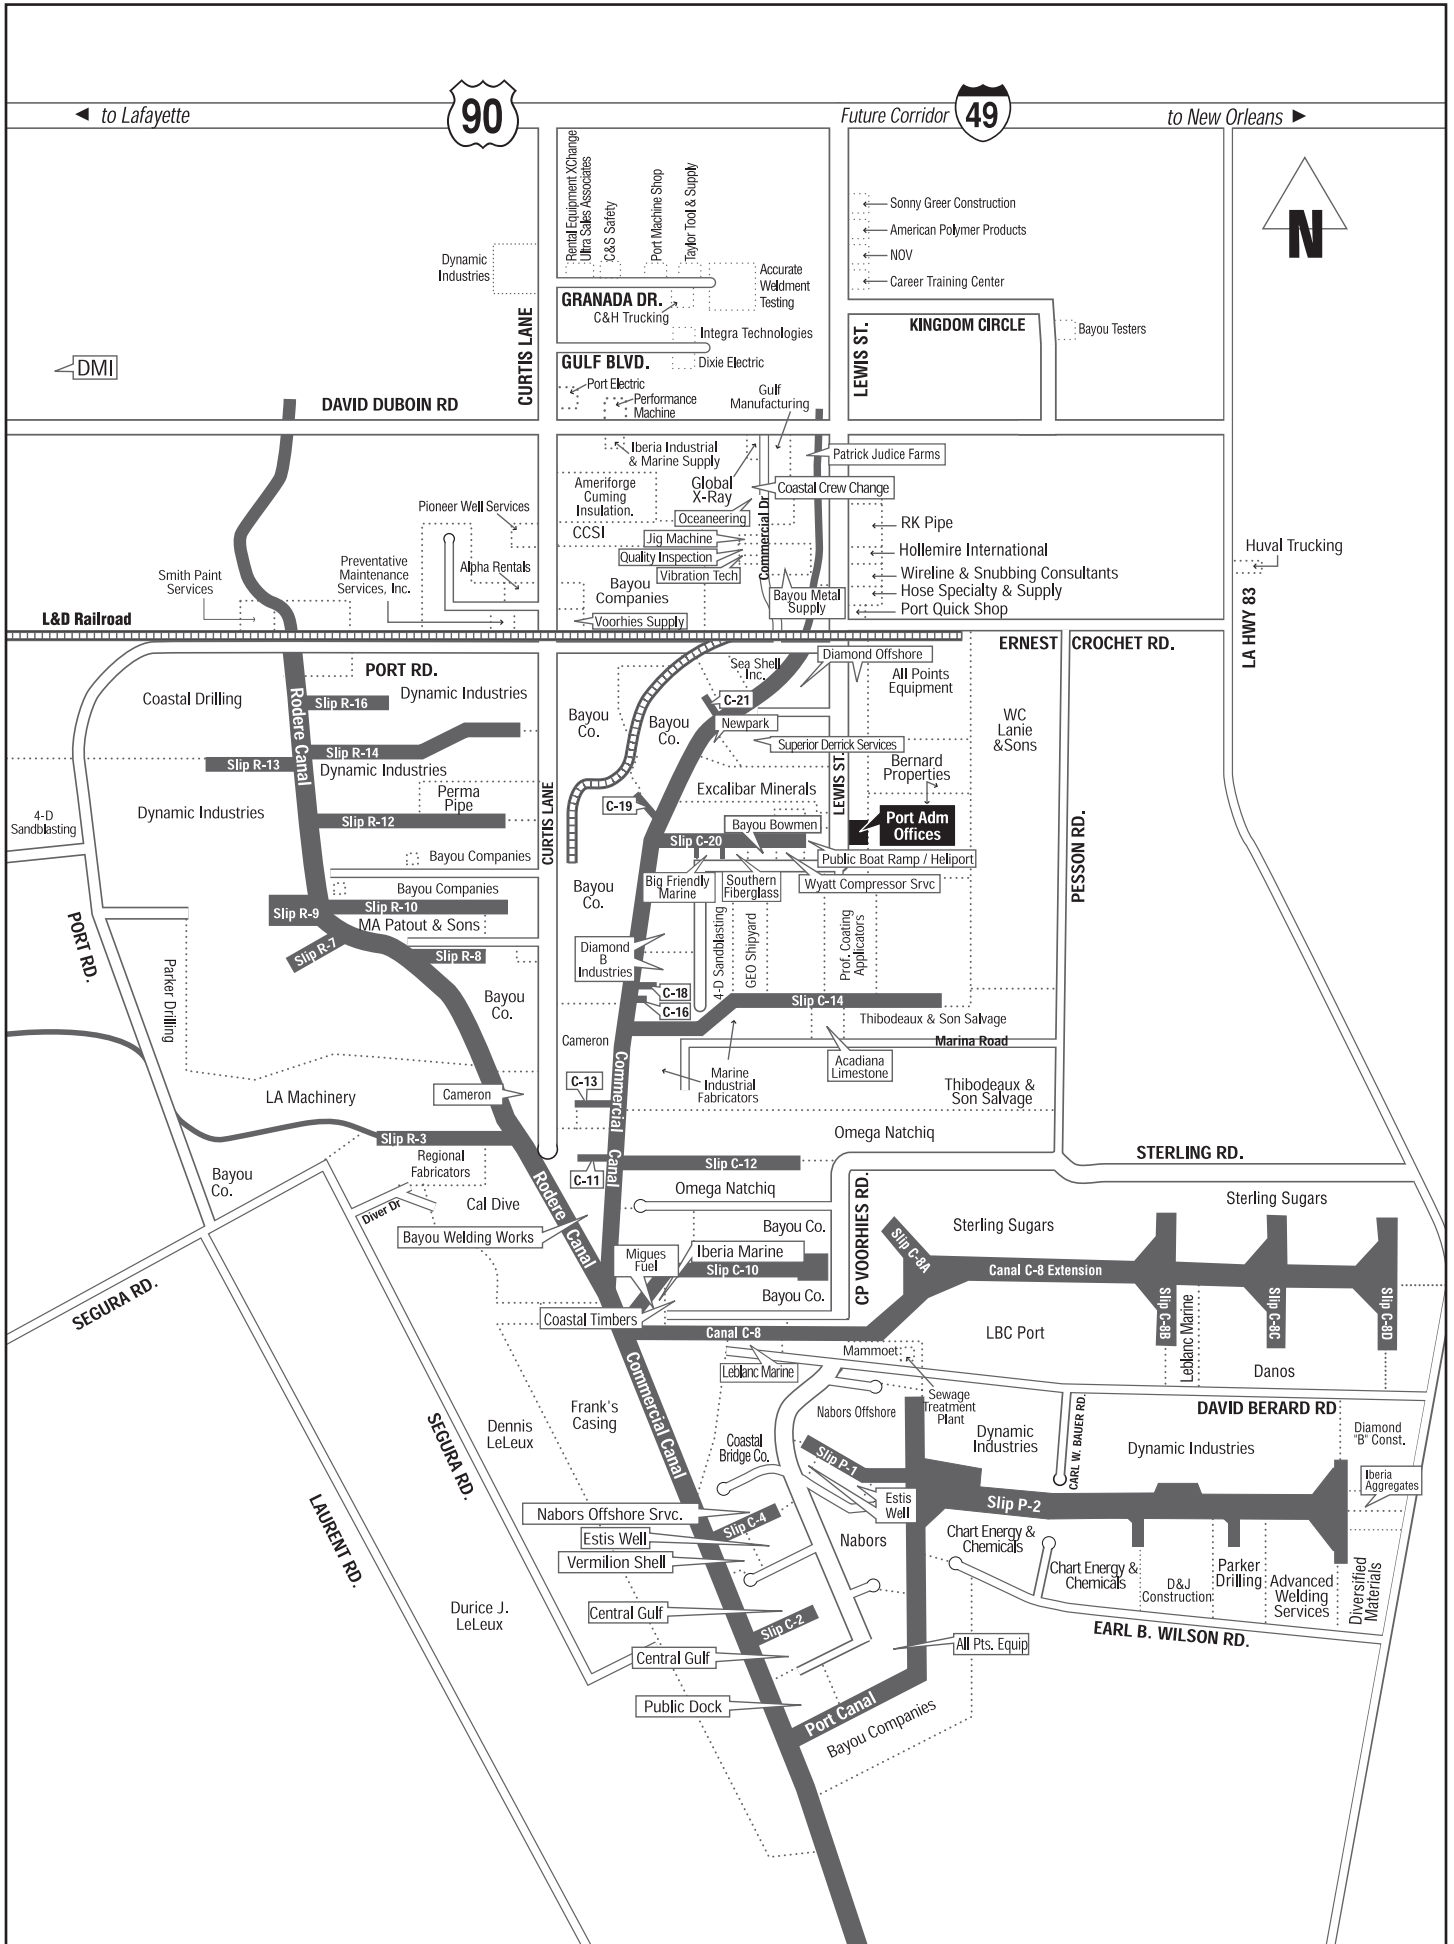 to Lafayette
90
Future Corridor
49
to New Orleans
N
Rental Equipment XChange
Ultra Sales Associates
C&S Safety
Port Machine Shop
Taylor Tool & Supply
Sonny Greer Construction
American Polymer Products
NOV
Career Training Center
Dynamic
Industries
Accurate
Weldment
Testing
GRANADA DR.
C&H Trucking
CURTIS LANE
Integra Technologies
GULF BLVD.
Dixie Electric
LEWIS ST.
KINGDOM CIRCLE
Bayou Testers
DMI
Port Electric
Performance
Machine
Gulf
Manufacturing
DAVID DUBOIN RD
Iberia Industrial
& Marine Supply
Patrick Judice Farms
Ameriforge
Cuming
Insulation.
Global
X-Ray
Coastal Crew Change
Pioneer Well Services
Oceaneering
Commercial Dr
CCSI
Jig Machine
Quality Inspection
Vibration Tech
RK Pipe
Hollemire International
Wireline & Snubbing Consultants
Hose Specialty & Supply
Port Quick Shop
Huval Trucking
Smith Paint
Services
Preventative
Maintenance
Services, Inc.
Alpha Rentals
Bayou
Companies
Bayou Metal
Supply
Voorhies Supply
L&D Railroad
LA HWY 83
ERNEST
CROCHET RD.
PORT RD.
Sea Shell
Inc.
Diamond Offshore
All Points
Equipment
Coastal Drilling
Rodere Canal
Slip R-16
Dynamic Industries
C-21
Bayou
Co.
Bayou
Co.
Newpark
WC
Lanie
&Sons
Slip R-14
Superior Derrick Services
Slip R-13
Dynamic Industries
LEWIS ST.
Bernard
Properties
Perma
Pipe
Excalibar Minerals
4-D
Sandblasting
Dynamic Industries
C-19
Slip R-12
CURTIS LANE
Bayou Bowmen
Port Adm
Offices
Slip C-20
Bayou Companies
Public Boat Ramp / Heliport
PESSON RD.
Bayou Companies
Bayou
Co.
Big Friendly
Marine
Southern
Fiberglass
Wyatt Compressor Srvc
Slip R-9
Slip R-10
MA Patout & Sons
PORT RD.
Slip R-7
Slip R-8
Diamond
B
Industries
4-D Sandblasting
GEO Shipyard
Prof. Coating
Applicators
Parker Drilling
Bayou
Co.
C-18
C-16
Slip C-14
Thibodeaux & Son Salvage
Cameron
Marina Road
Commercial Canal
Marine
Industrial
Fabricators
Acadiana
Limestone
LA Machinery
Cameron
C-13
Thibodeaux &
Son Salvage
Slip R-3
Omega Natchiq
Regional
Fabricators
STERLING RD.
Bayou
Co.
C-11
Slip C-12
Rodere Canal
Omega Natchiq
Cal Dive
Diver Dr
CP VOORHIES RD.
Sterling Sugars
Sterling Sugars
Bayou Welding Works
Bayou Co.
Slip C-8A
Migues
Fuel
Iberia Marine
Slip C-10
Canal C-8 Extension
SEGURA RD.
Bayou Co.
Slip C-8B
Slip C-8C
Slip C-8D
Coastal Timbers
Canal C-8
LBC Port
Leblanc Marine
Mammoet
Commercial Canal
Leblanc Marine
Danos
Sewage
Treatment
Plant
DAVID BERARD RD
CARL W. BAUER RD.
Frank's
Casing
Nabors Offshore
SEGURA RD.
Dennis
LeLeux
Coastal
Bridge Co.
Dynamic
Industries
Dynamic Industries
Diamond
"B" Const.
Slip P-1
Iberia
Aggregates
LAURENT RD.
Estis
Well
Slip P-2
Nabors Offshore Srvc.
Slip C-4
Estis Well
Nabors
Chart Energy &
Chemicals
Vermilion Shell
Chart Energy &
Chemicals
D&J
Construction
Parker
Drilling
Advanced
Welding
Services
Diversified
Materials
Durice J.
LeLeux
Central Gulf
Slip C-2
EARL B. WILSON RD.
Central Gulf
All Pts. Equip
Public Dock
Port Canal
Bayou Companies